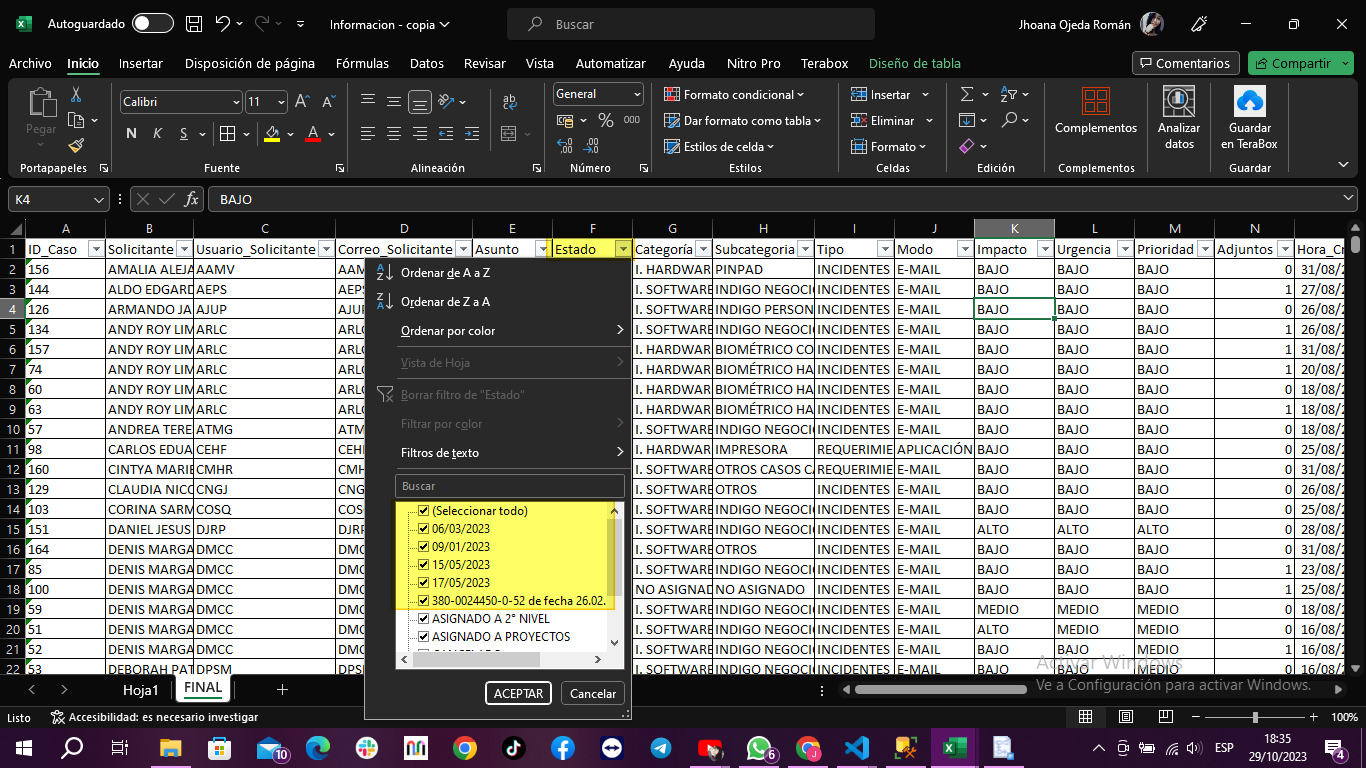 Autoguardado Informacion - copia Buscar Jhoana Ojeda Román
Archivo Inicio Insertar Disposición de página Fórmulas Datos Revisar Vista Automatizar Ayuda Nitro Pro Terabox Diseño de tabla Comentarios Compartir
Pegar Calibri 11 General Formato condicional Insertar
N K S Dar formato como tabla Eliminar Complementos Analizar datos Guardar en TeraBox
Estilos de celda Formato
Portapapeles Fuente Alineación Número Estilos Celdas Edición Complementos Guardar
K4 fx BAJO
A B C D E F G H I J K L M N
1 ID_Caso Solicitante Usuario_Solicitante Correo_Solicitante Asunto Estado Categoría Subcategoria Tipo Modo Impacto Urgencia Prioridad Adjuntos Hora_Cr
2 156 AMALIA ALEJA AAMV AAM I. HARDWAR PINPAD INCIDENTES E-MAIL BAJO BAJO BAJO 0 31/08/2
3 144 ALDO EDGARD AEPS AEPS I. SOFTWARE INDIGO NEGOCI INCIDENTES E-MAIL BAJO BAJO BAJO 1 27/08/2
4 126 ARMANDO JA AJUP AJUP I. SOFTWARE INDIGO PERSON INCIDENTES E-MAIL BAJO BAJO BAJO 0 26/08/2
5 134 ANDY ROY LIM ARLC ARLC I. SOFTWARE INDIGO NEGOCI INCIDENTES E-MAIL BAJO BAJO BAJO 1 26/08/2
6 157 ANDY ROY LIM ARLC ARLC I. HARDWAR BIOMÉTRICO CO INCIDENTES E-MAIL BAJO BAJO BAJO 1 31/08/2
7 74 ANDY ROY LIM ARLC ARLC I. HARDWAR BIOMÉTRICO HA INCIDENTES E-MAIL BAJO BAJO BAJO 1 20/08/2
8 60 ANDY ROY LIM ARLC ARLC I. HARDWAR BIOMÉTRICO HA INCIDENTES E-MAIL BAJO BAJO BAJO 0 18/08/2
9 63 ANDY ROY LIM ARLC ARLC I. HARDWAR BIOMÉTRICO HA INCIDENTES E-MAIL BAJO BAJO BAJO 1 18/08/2
10 57 ANDREA TERE ATMG ATM I. SOFTWARE INDIGO NEGOCI INCIDENTES E-MAIL BAJO BAJO BAJO 0 18/08/2
11 98 CARLOS EDUA CEHF CEH I. HARDWAR IMPRESORA REQUERIMIE APLICACIÓN BAJO BAJO BAJO 0 25/08/2
12 160 CINTYA MARIE CMHR CMH I. SOFTWARE OTROS CASOS CA REQUERIMIE E-MAIL BAJO BAJO BAJO 0 31/08/2
13 129 CLAUDIA NICO CNGJ CNG I. SOFTWARE OTROS INCIDENTES E-MAIL BAJO BAJO BAJO 0 26/08/2
14 103 CORINA SARM COSQ COS I. SOFTWARE INDIGO NEGOCI INCIDENTES E-MAIL BAJO BAJO BAJO 0 25/08/2
15 151 DANIEL JESUS DJRP DJRP I. SOFTWARE INDIGO NEGOCI INCIDENTES E-MAIL ALTO ALTO ALTO 0 28/08/2
16 164 DENIS MARGA DMCC DMC I. SOFTWARE OTROS INCIDENTES E-MAIL BAJO BAJO BAJO 0 31/08/2
17 85 DENIS MARGA DMCC DMC I. SOFTWARE INDIGO NEGOCI INCIDENTES E-MAIL BAJO BAJO BAJO 1 23/08/2
18 100 DENIS MARGA DMCC DMC NO ASIGNAD NO ASIGNADO INCIDENTES E-MAIL BAJO BAJO BAJO 1 25/08/2
19 59 DENIS MARGA DMCC DMC I. SOFTWARE INDIGO NEGOCI INCIDENTES E-MAIL MEDIO MEDIO MEDIO 0 18/08/2
20 51 DENIS MARGA DMCC DMC I. SOFTWARE INDIGO NEGOCI INCIDENTES E-MAIL ALTO MEDIO MEDIO 0 16/08/2
21 52 DENIS MARGA DMCC DMC I. SOFTWARE INDIGO NEGOCI INCIDENTES E-MAIL BAJO BAJO BAJO 1 16/08/2
22 53 DEBORAH PAT DPSM DPS I. SOFTWARE INDIGO NEGOCI INCIDENTES E-MAIL BAJO BAJO BAJO 0 16/08/2
Ordenar de A a Z
Ordenar de Z a A
Ordenar por color
Vista de Hoja
Borrar filtro de "Estado"
Filtrar por color
Filtros de texto
Buscar
(Seleccionar todo)
06/03/2023
09/01/2023
15/05/2023
17/05/2023
380-0024450-0-52 de fecha 26.02.
ASIGNADO A 2° NIVEL
ASIGNADO A PROYECTOS
ACEPTAR Cancelar
Activar Windows
Ve a Configuración para activar Windows.
Hoja1 FINAL
Listo Accesibilidad: es necesario investigar 100%
10 6 ESP 18:35
29/10/2023 4